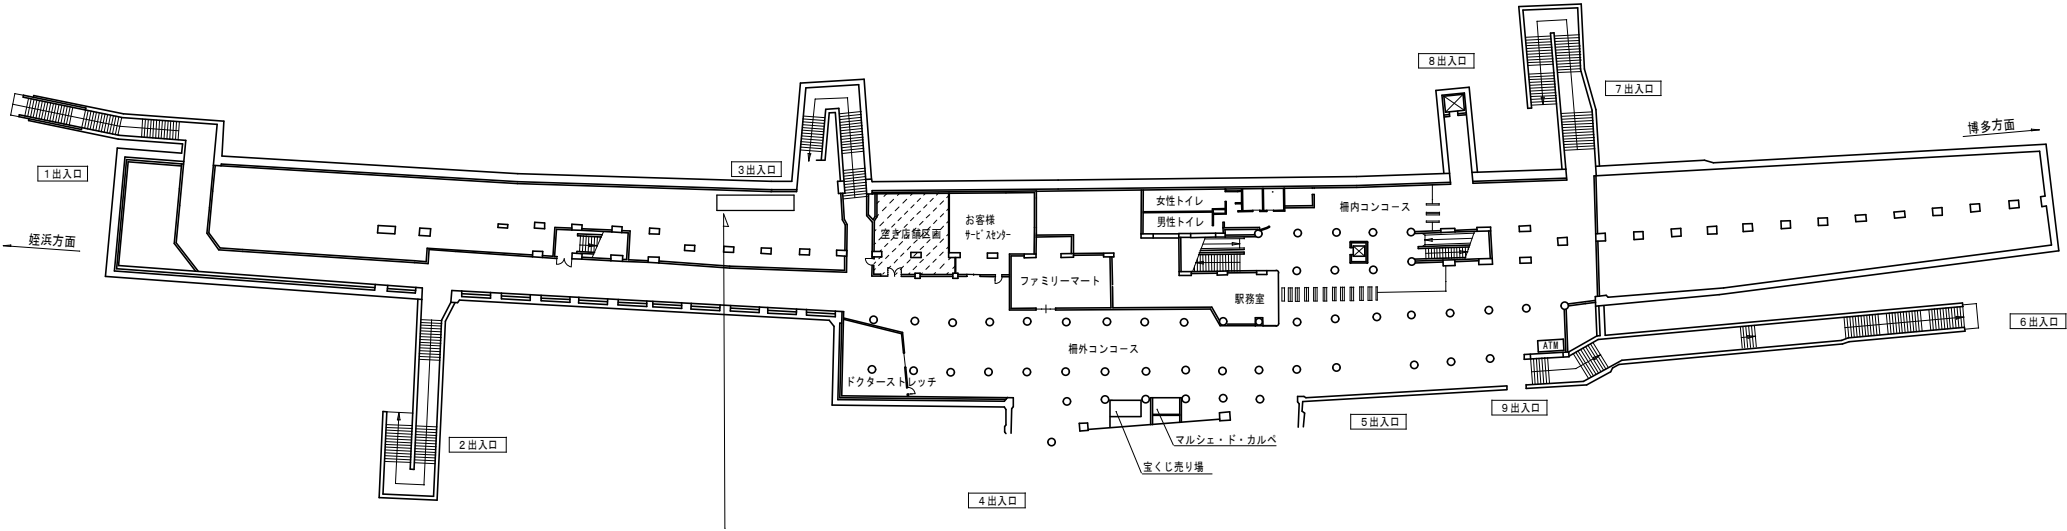 8出入口
7出入口
博多方面
1出入口
3出入口
女性トイレ
男性トイレ
柵内コンコース
お客様
サービスセンター
空き店舗区画
姪浜方面
ファミリーマート
駅務室
6出入口
柵外コンコース
ATM
ドクターストレッチ
9出入口
5出入口
2出入口
マルシェ・ド・カルベ
宝くじ売り場
4出入口